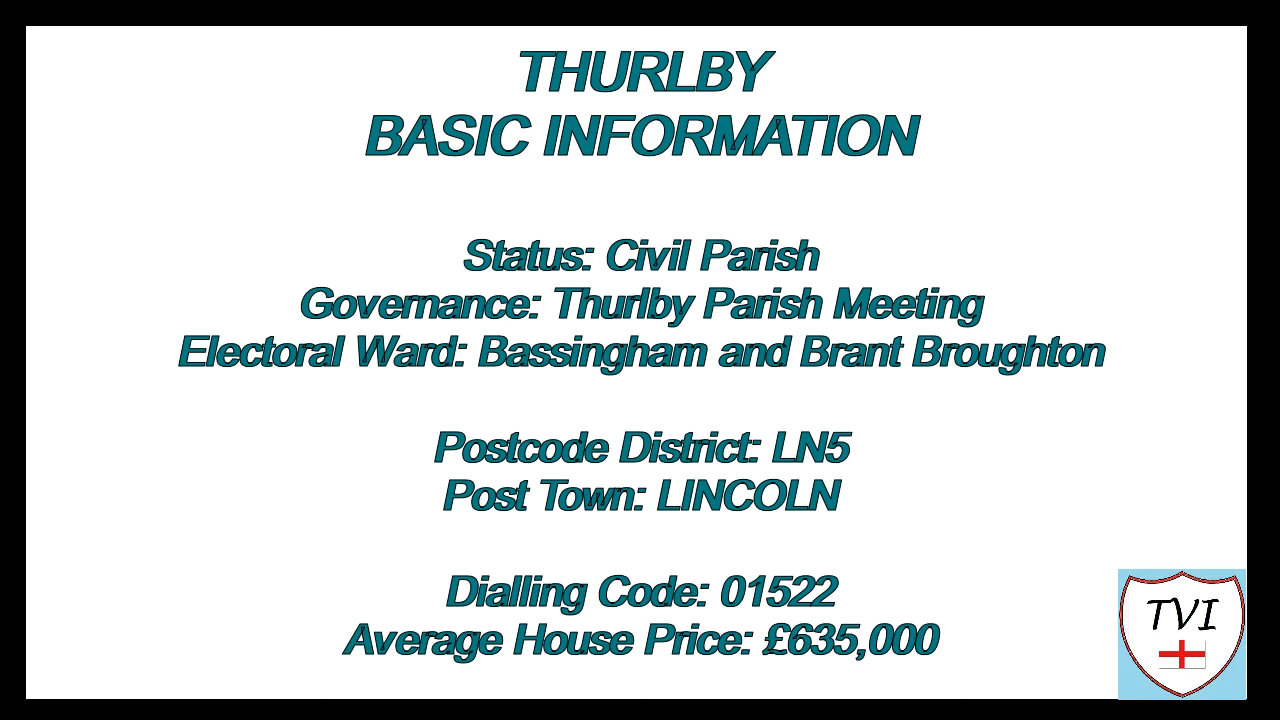 THURLBY
BASIC INFORMATION
Status: Civil Parish
Governance: Thurlby Parish Meeting
Electoral Ward: Bassingham and Brant Broughton
Postcode District: LN5
Post Town: LINCOLN
Dialling Code: 01522
Average House Price: £635,000
TVI